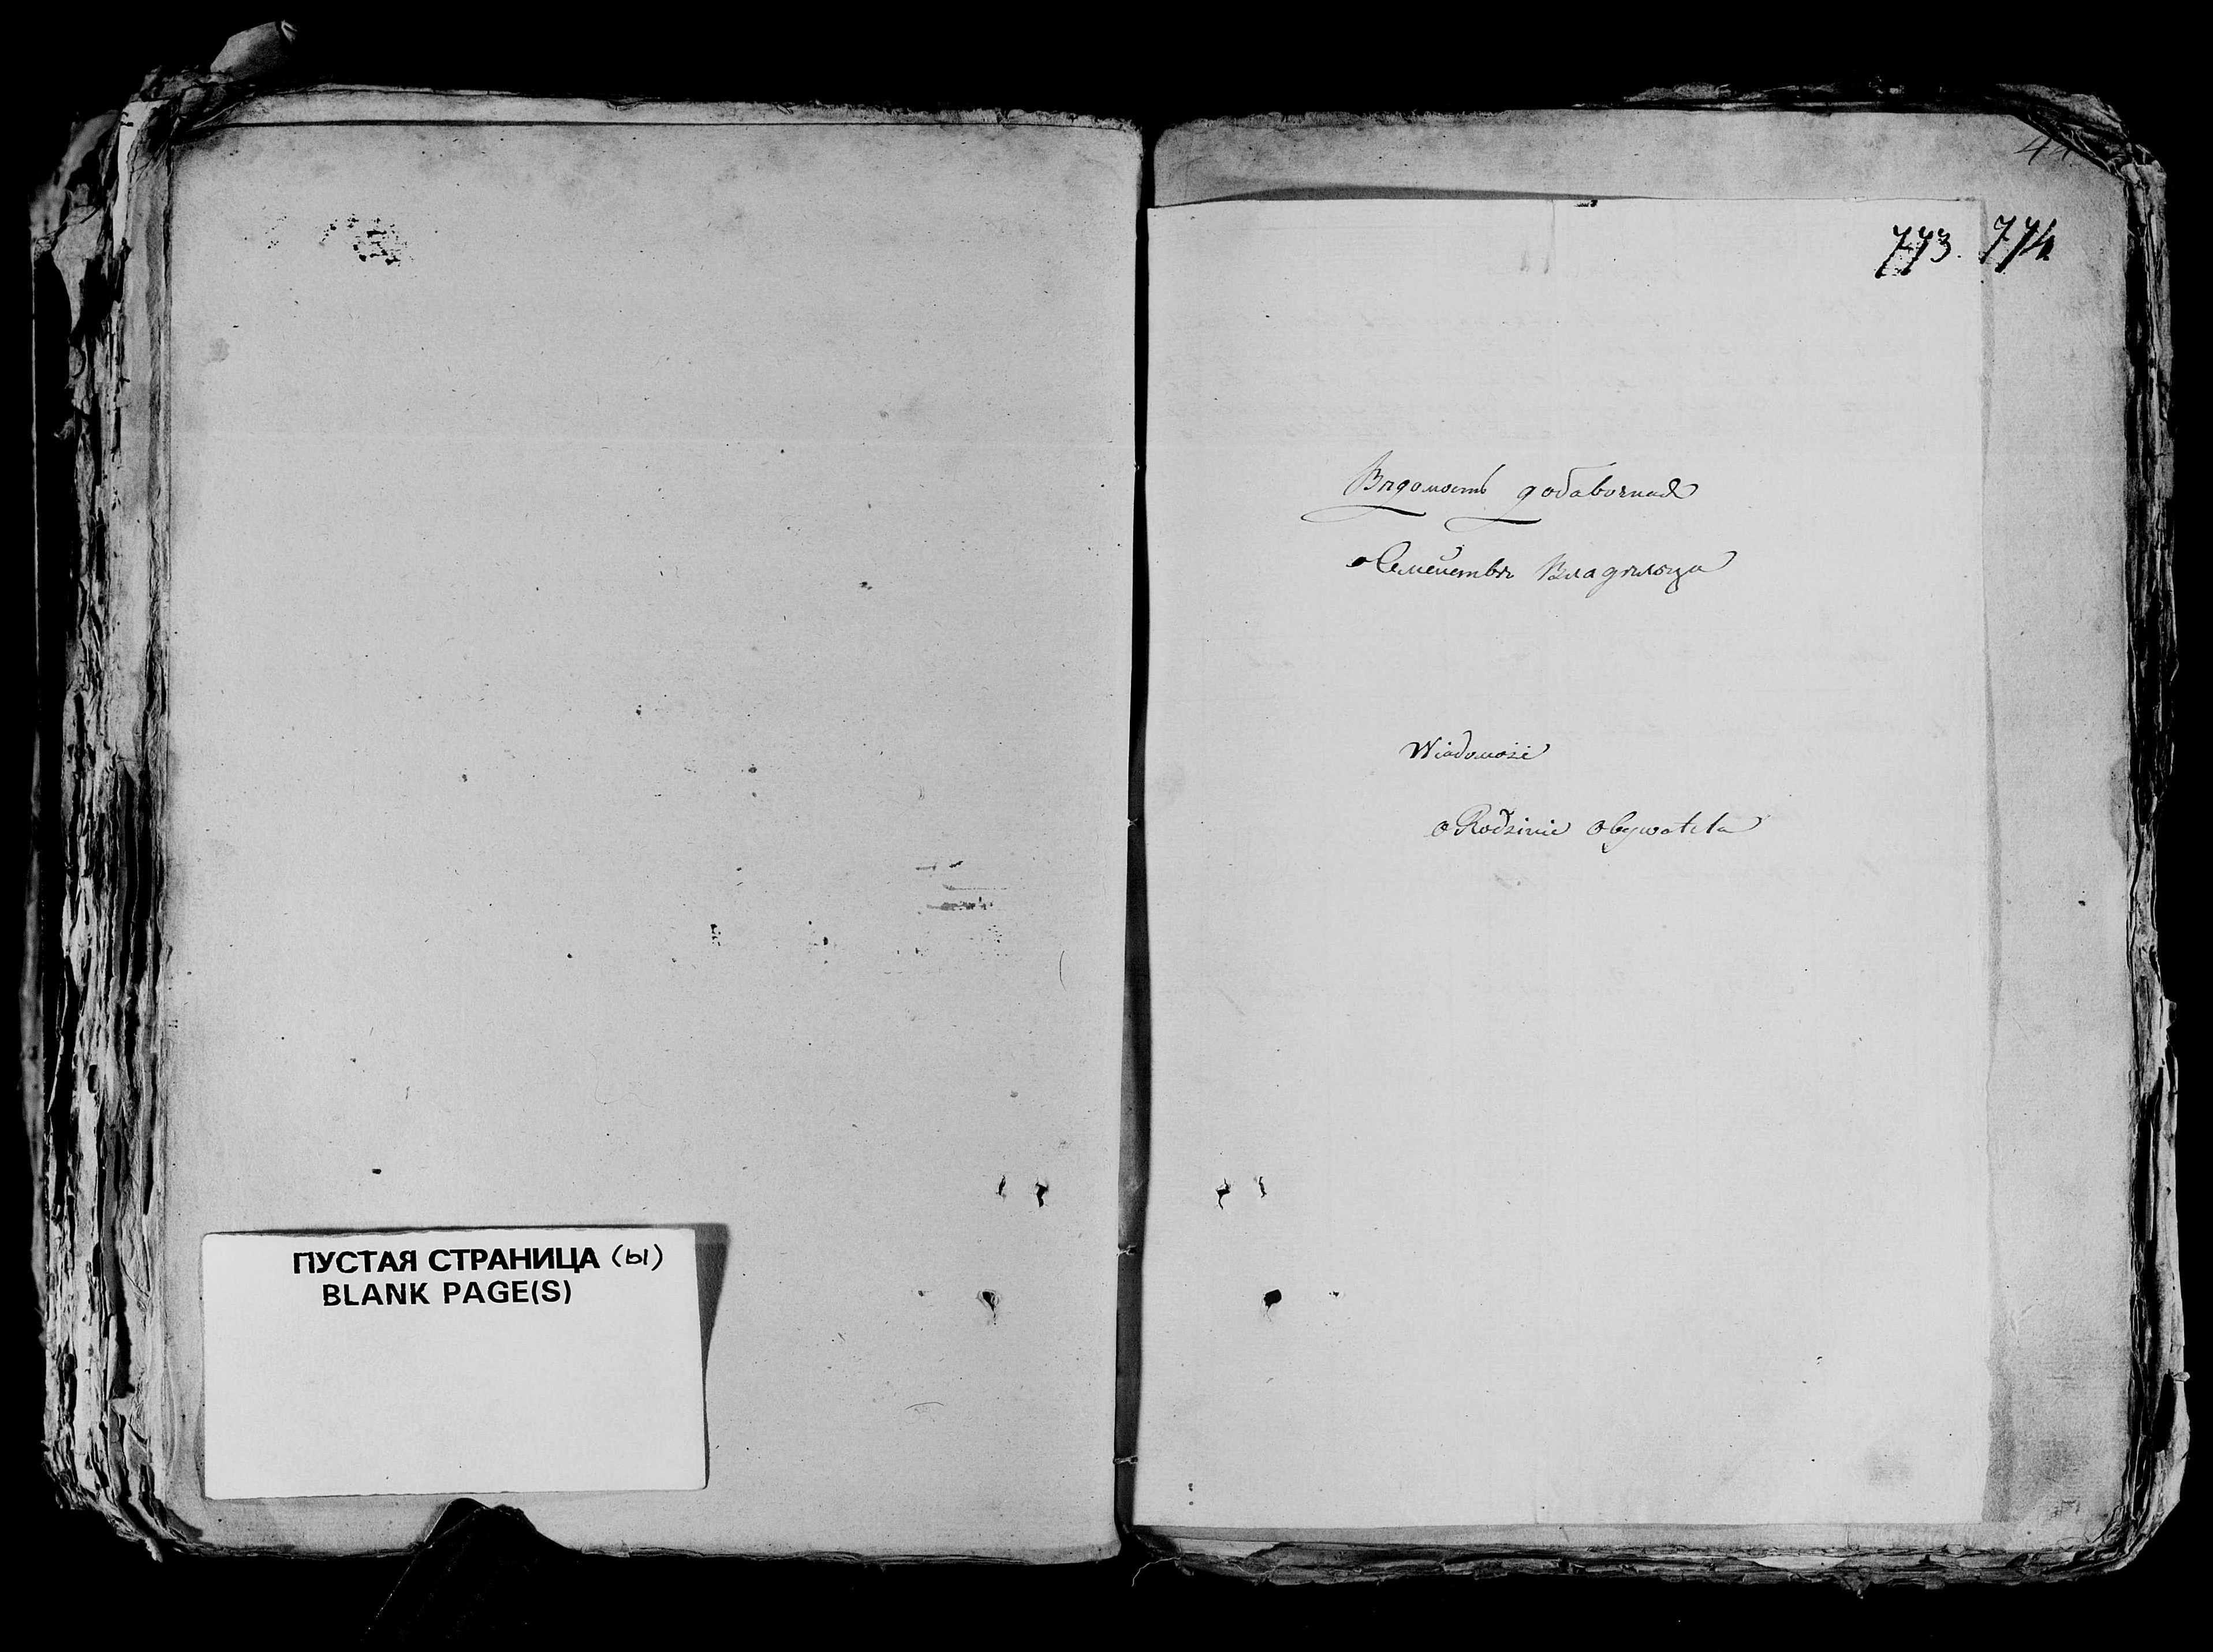 ПУСТАЯ СТРАНИЦА (ы)
BLANK PAGE(S)
773. 774
Вѣдомость добавочная
о Семействѣ Владѣльца
Wiadomość
o Rodzinie obywatela